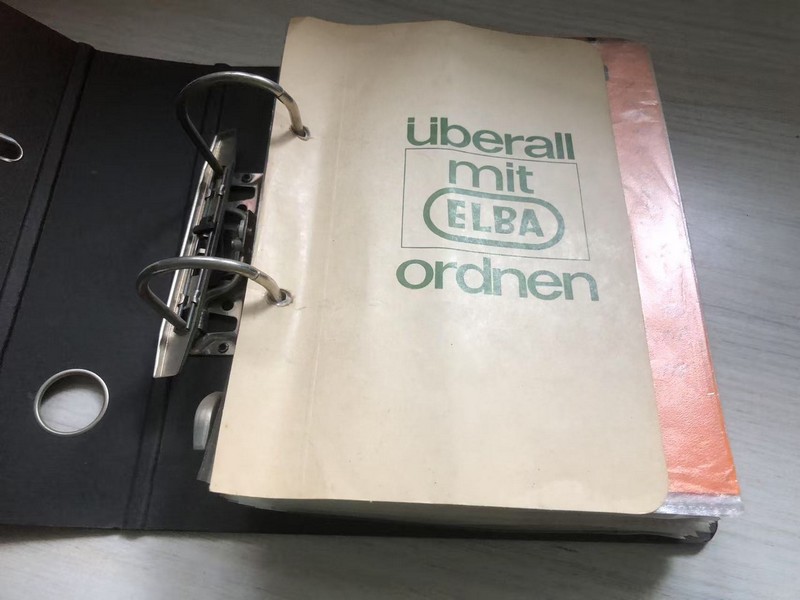 überall
mit
ELBA
ordnen